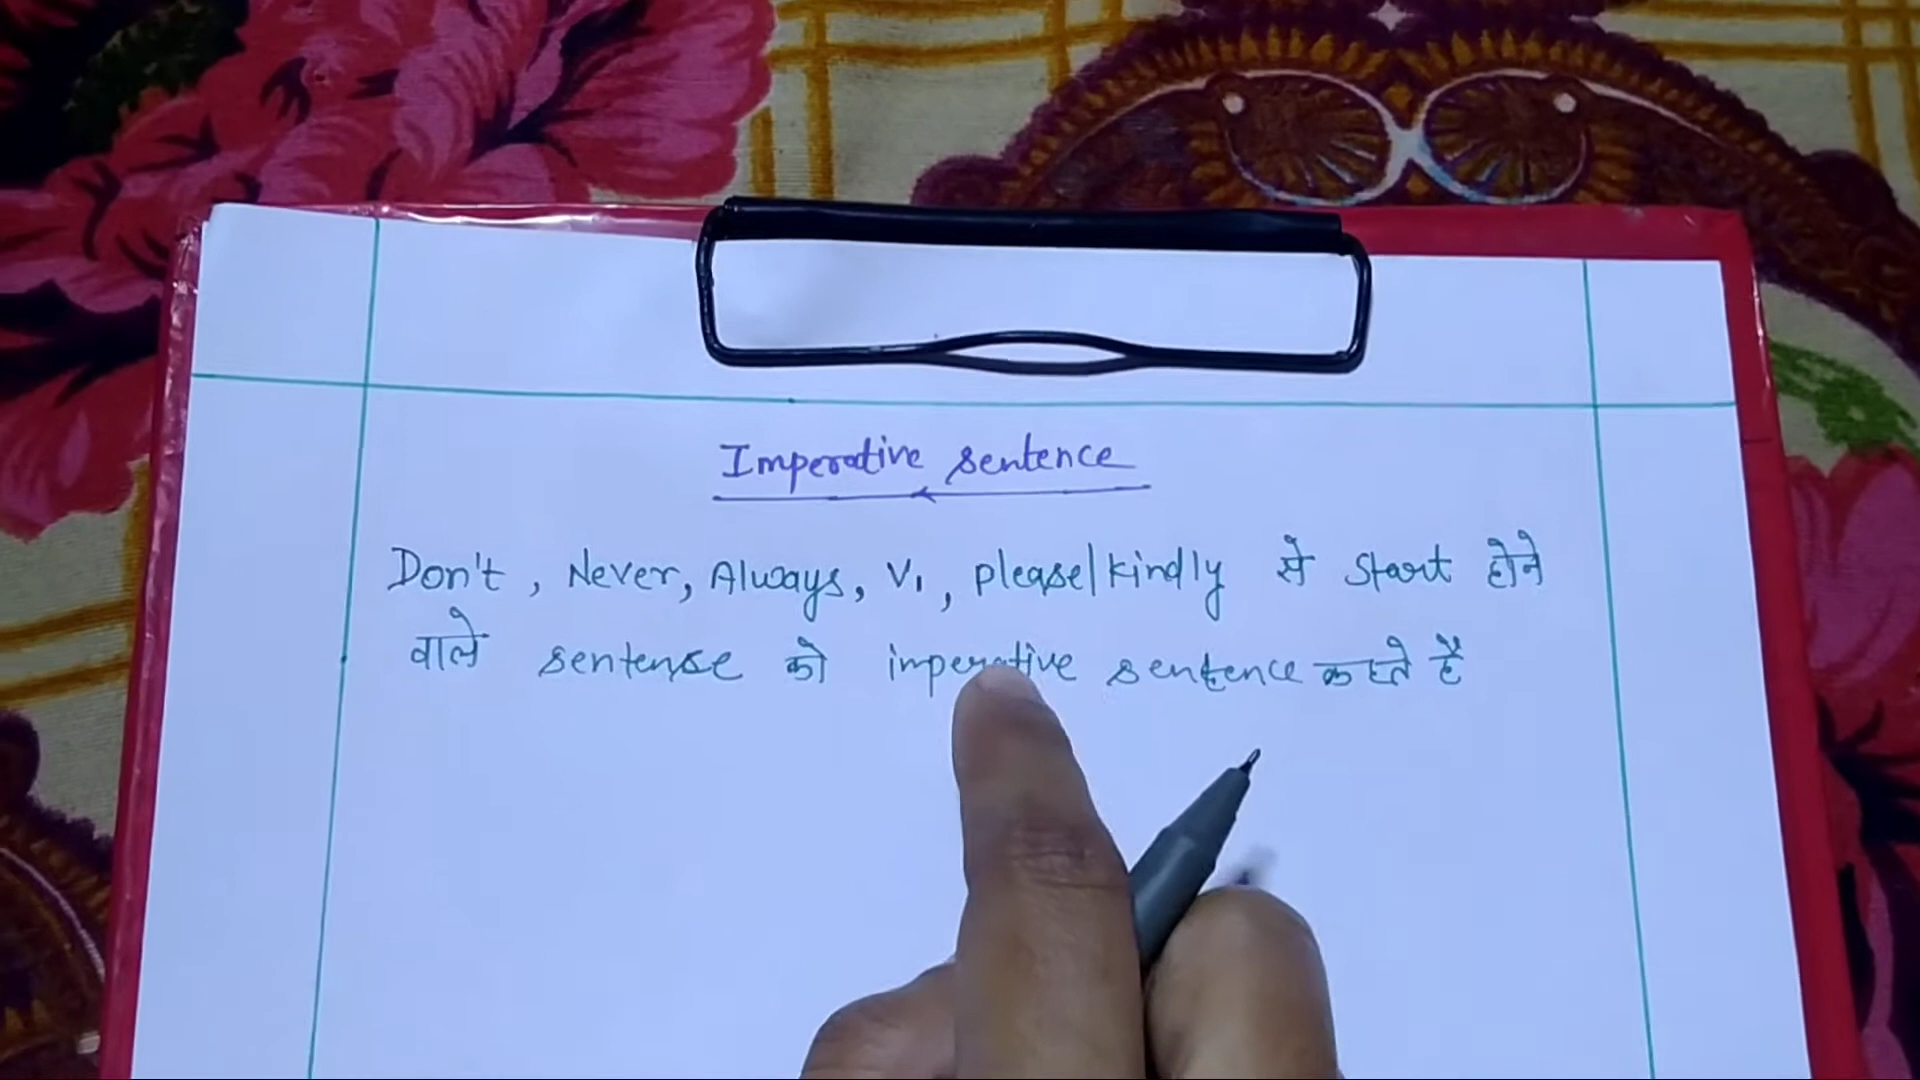 Imperative sentence
Don't, Never, Always, V₁, please/kindly से start होने
वाले sentense को imperative sentence कहते है